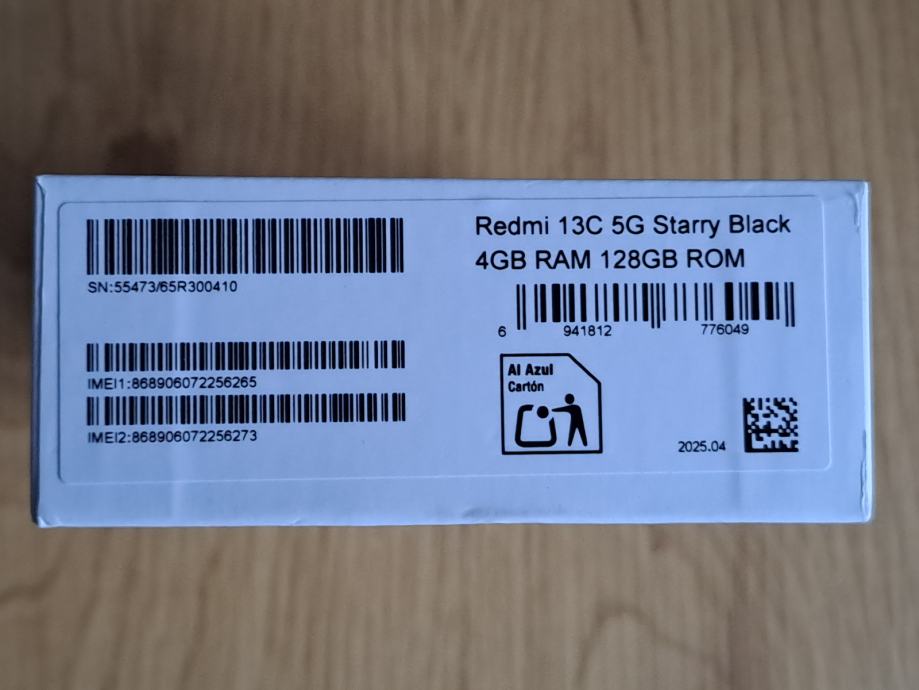 SN:55473/65R300410
IMEI1:868906072256265
IMEI2:868906072256273
Redmi 13C 5G Starry Black
4GB RAM 128GB ROM
6 941812 776049
Al Azul
Cartón
2025.04